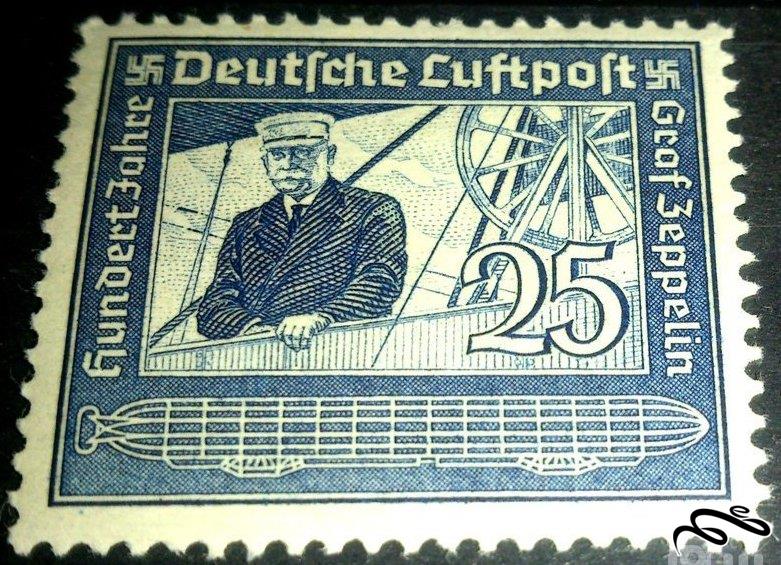 Deutſche Luftpoſt
Hundert Jahre
Graf Zeppelin
25